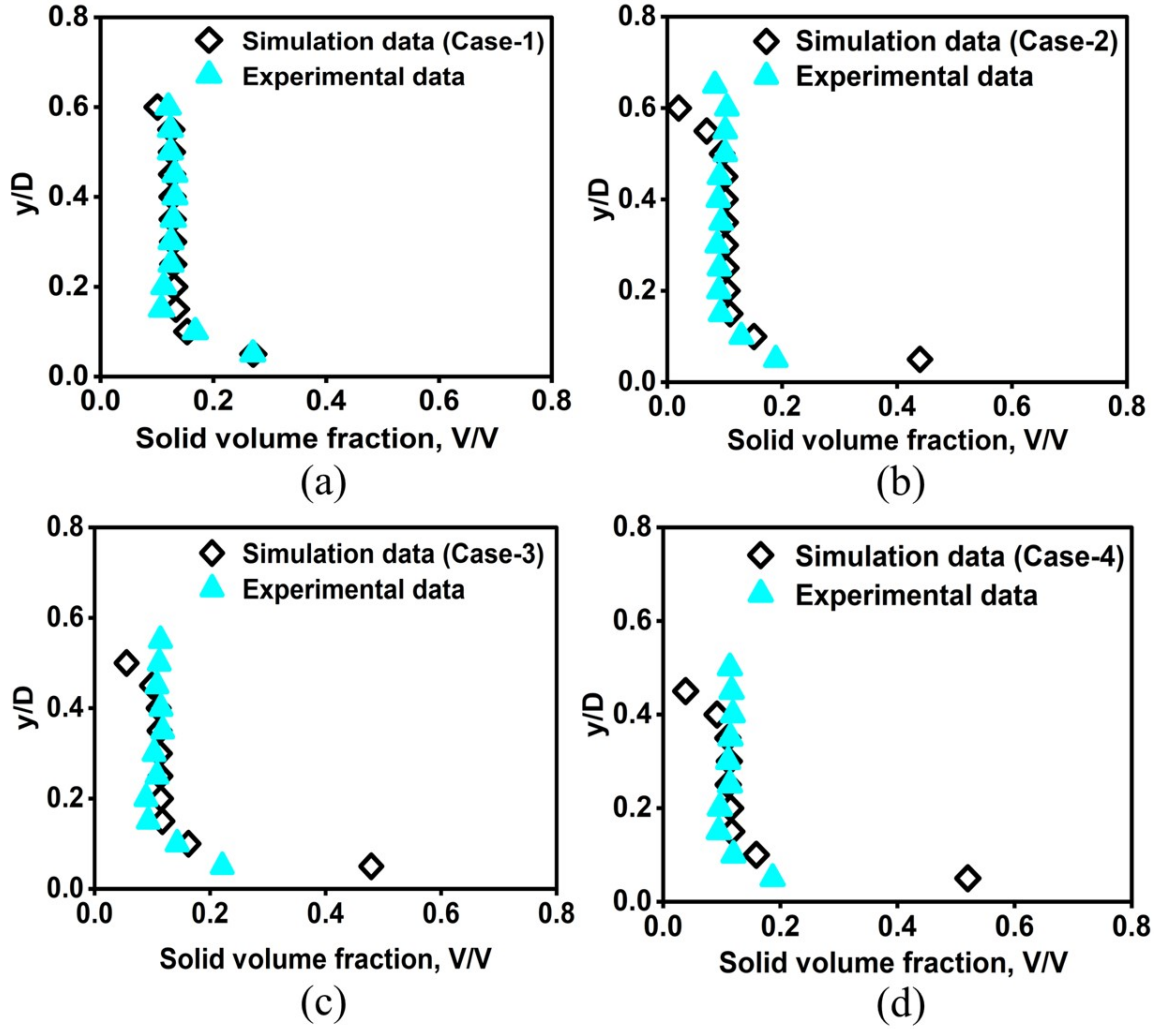 Simulation data (Case-1)
Experimental data
y/D
0.8
0.6
0.4
0.2
0.0
0.0 0.2 0.4 0.6 0.8
Solid volume fraction, V/V
(a)
Simulation data (Case-2)
Experimental data
y/D
0.8
0.6
0.4
0.2
0.0
0.0 0.2 0.4 0.6 0.8
Solid volume fraction, V/V
(b)
Simulation data (Case-3)
Experimental data
y/D
0.8
0.6
0.4
0.2
0.0
0.0 0.2 0.4 0.6 0.8
Solid volume fraction, V/V
(c)
Simulation data (Case-4)
Experimental data
y/D
0.8
0.6
0.4
0.2
0.0
0.0 0.2 0.4 0.6 0.8
Solid volume fraction, V/V
(d)